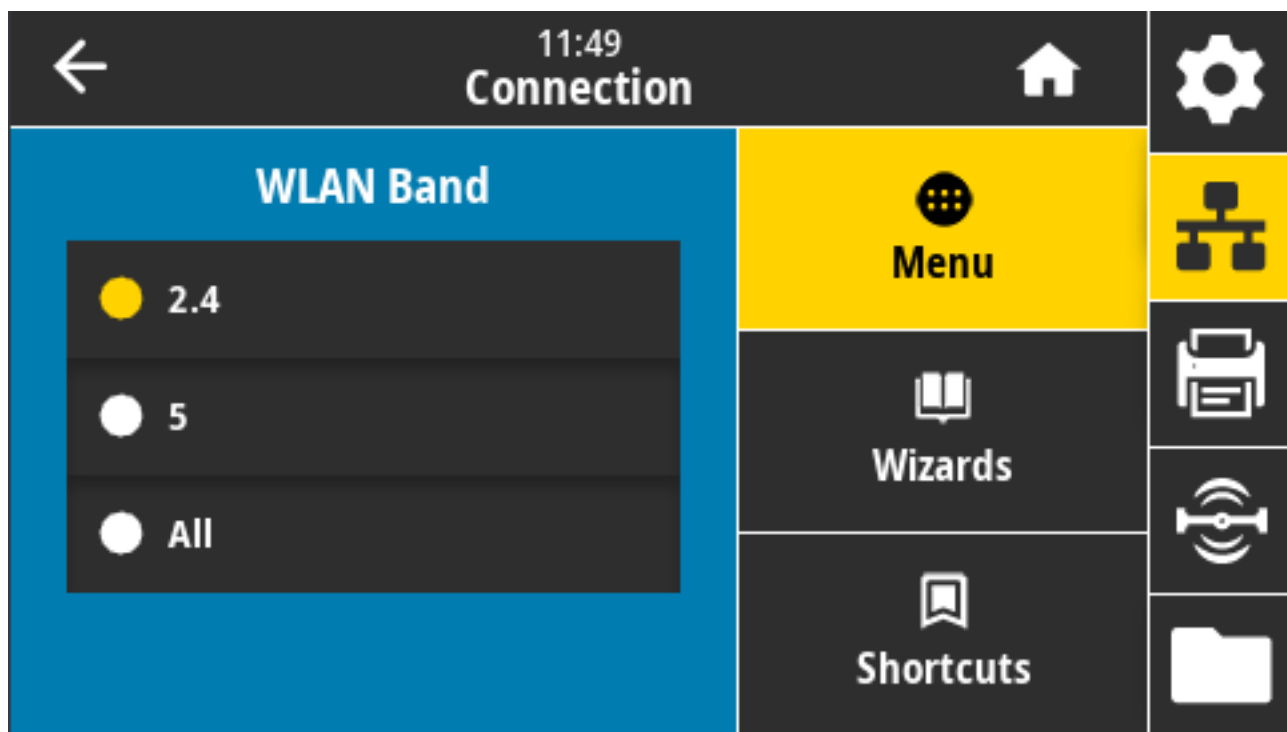 11:49
Connection
WLAN Band
2.4
5
All
Menu
Wizards
Shortcuts